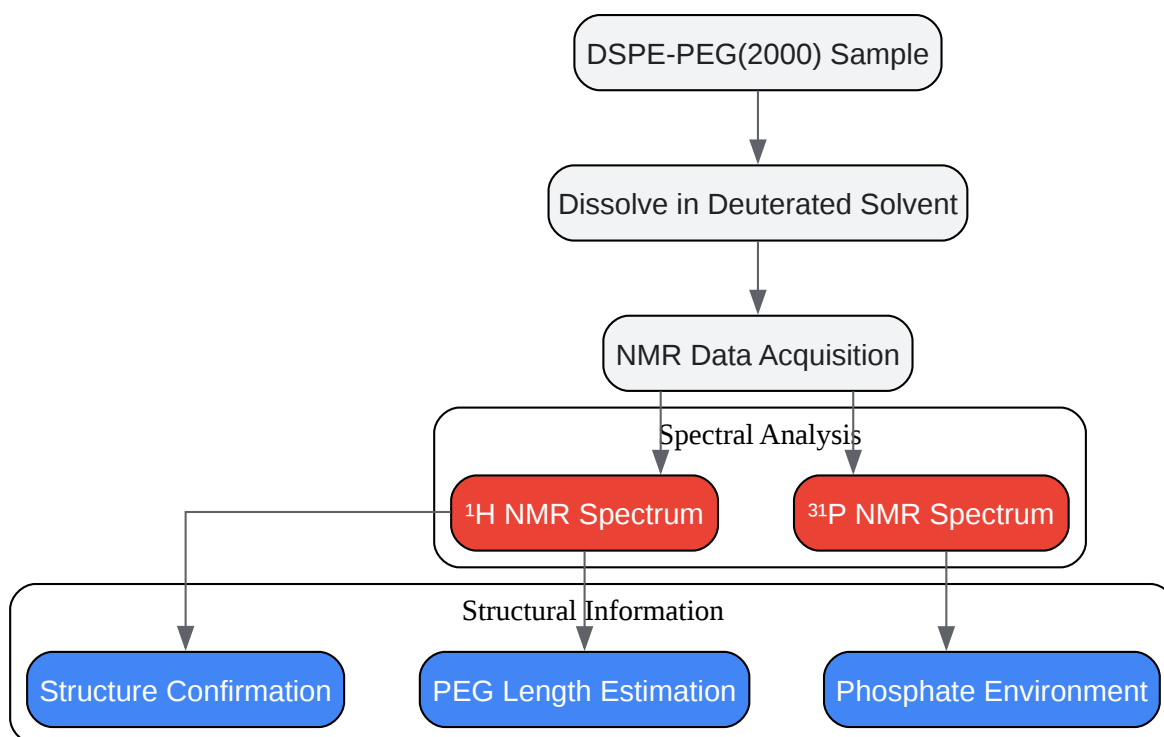 DSPE-PEG(2000) Sample
Dissolve in Deuterated Solvent
NMR Data Acquisition
Spectral Analysis
¹H NMR Spectrum
³¹P NMR Spectrum
Structural Information
Structure Confirmation
PEG Length Estimation
Phosphate Environment